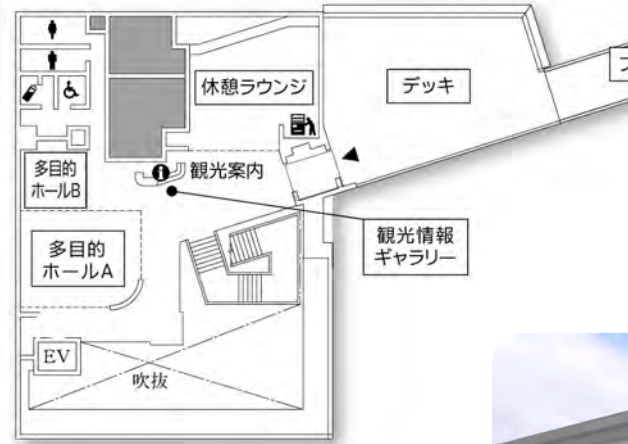 休憩ラウンジ
デッキ
多目的
ホールB
観光案内
多目的
ホールA
観光情報
ギャラリー
EV
吹抜